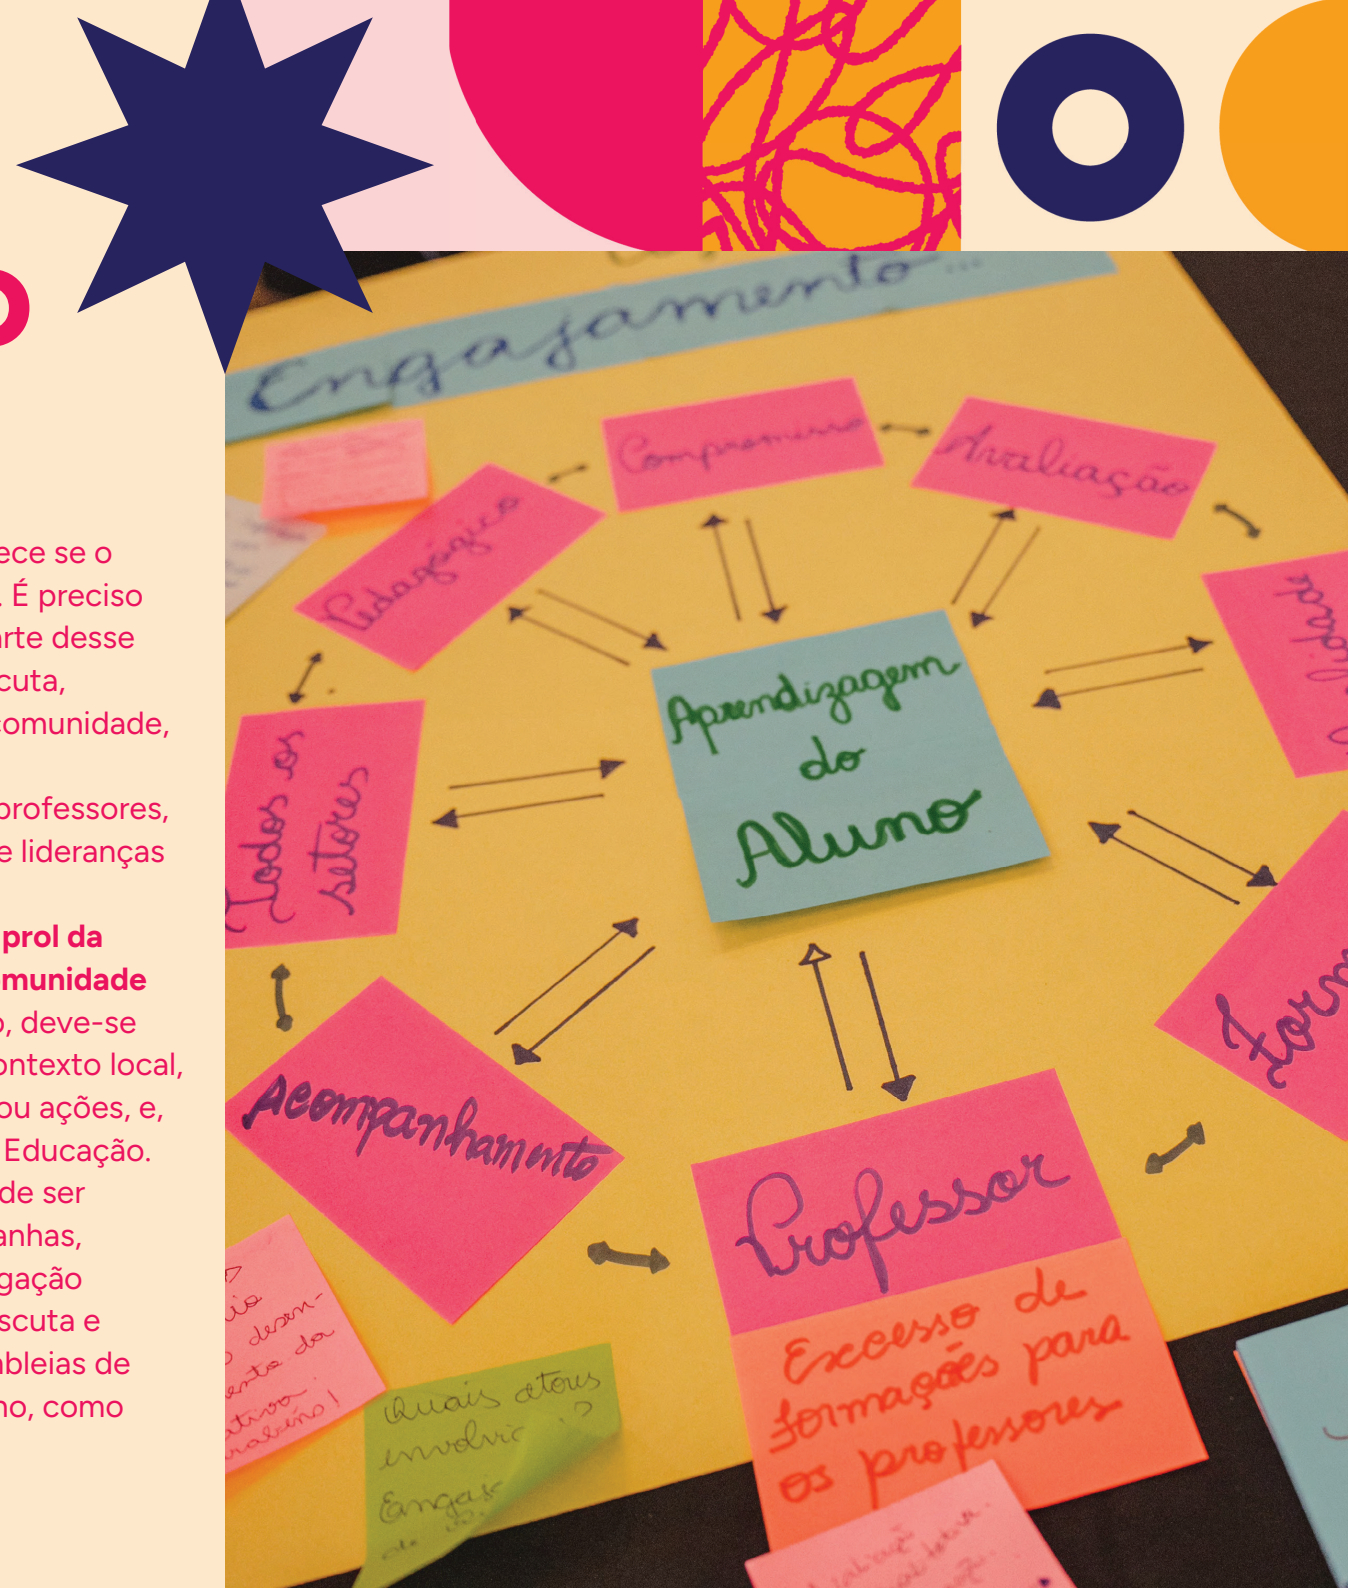 ece se o
. É preciso
arte desse
cuta,
comunidade,
professores,
e lideranças
prol da
munidade
o, deve-se
ontexto local,
ou ações, e,
Educação.
de ser
anhas,
gação
scuta e
bleias de
no, como
Engajamento...
Compromisso
Avaliação
Pedagógico
Todos os
setores
Aprendizagem
do
Aluno
Form
Acompanhamento
Professor
Excesso de
formações para
os professores
Quais atores
?